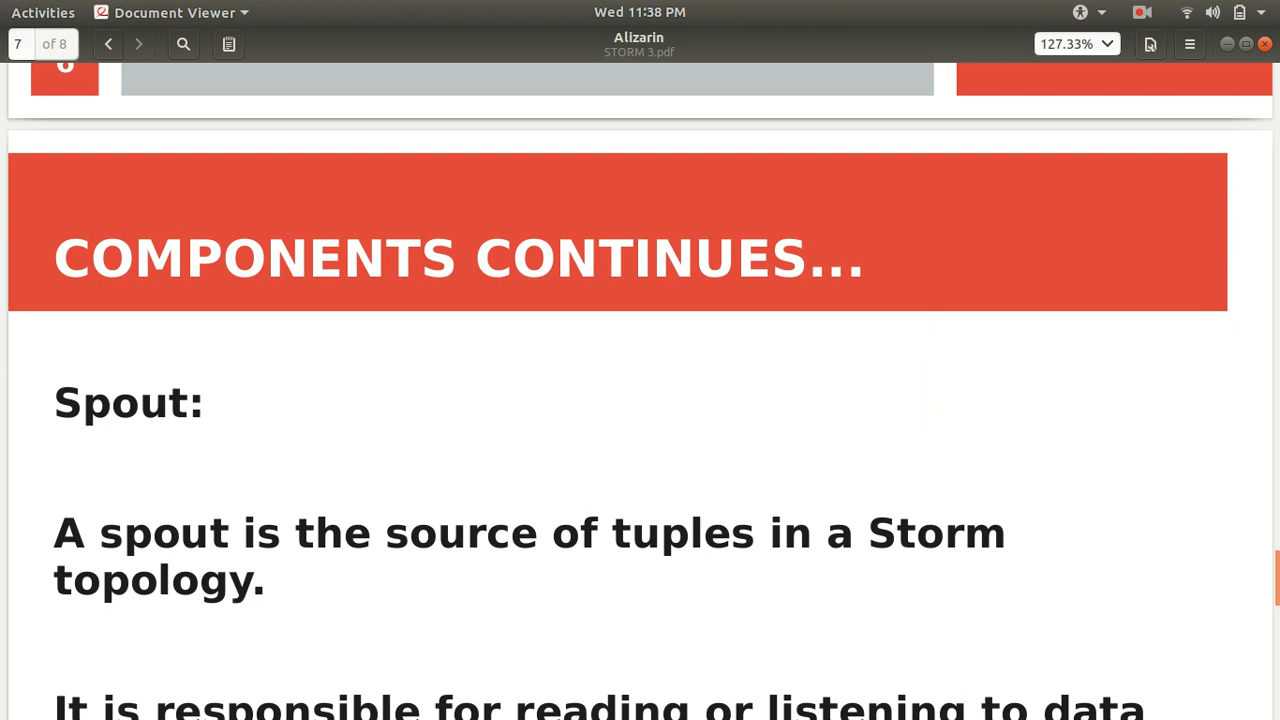 Activities
Document Viewer
Wed 11:38 PM
7
of 8
Alizarin
STORM 3.pdf
127.33%
COMPONENTS CONTINUES...
Spout:
A spout is the source of tuples in a Storm
topology.
It is responsible for reading or listening to data